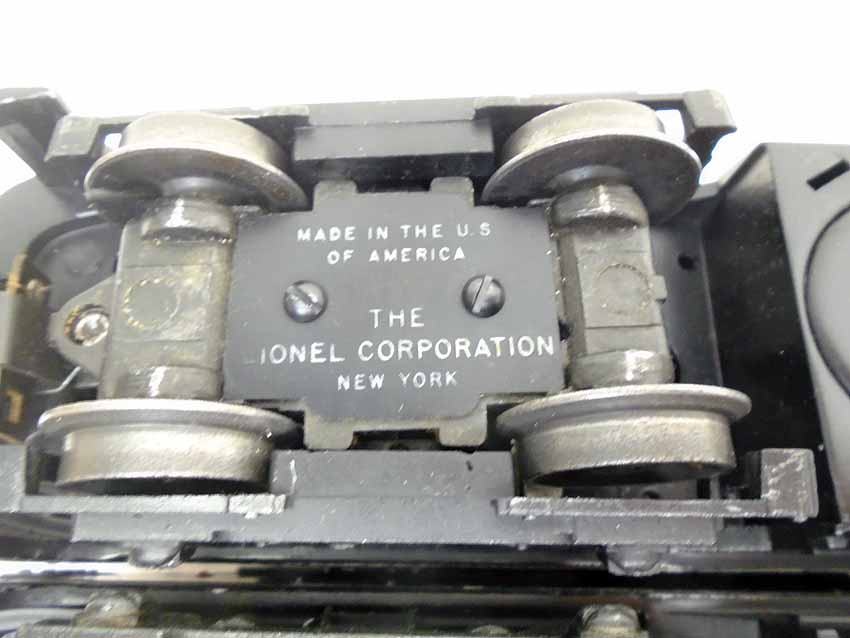 MADE IN THE U.S
OF AMERICA
THE
LIONEL CORPORATION
NEW YORK